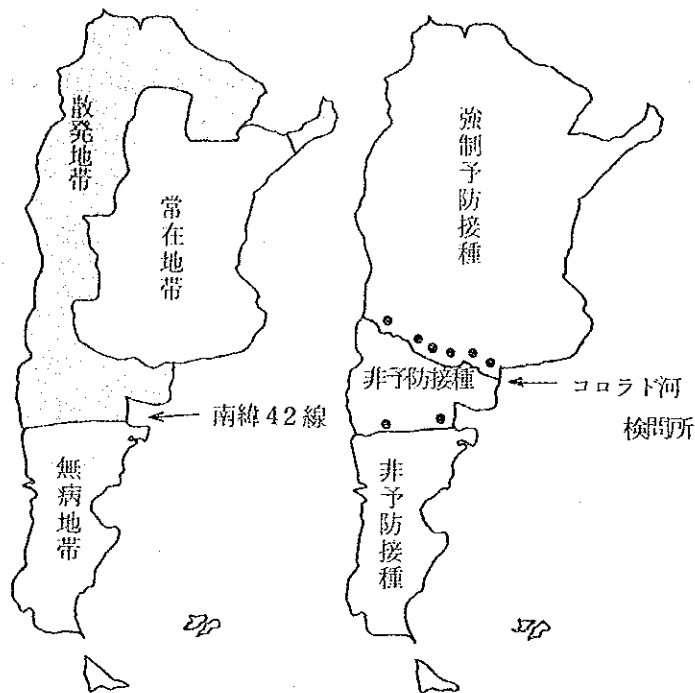 散発地帯
常在地帯
無病地帯
南緯42線
強制予防接種
非予防接種
非予防接種
コロラド河
検問所